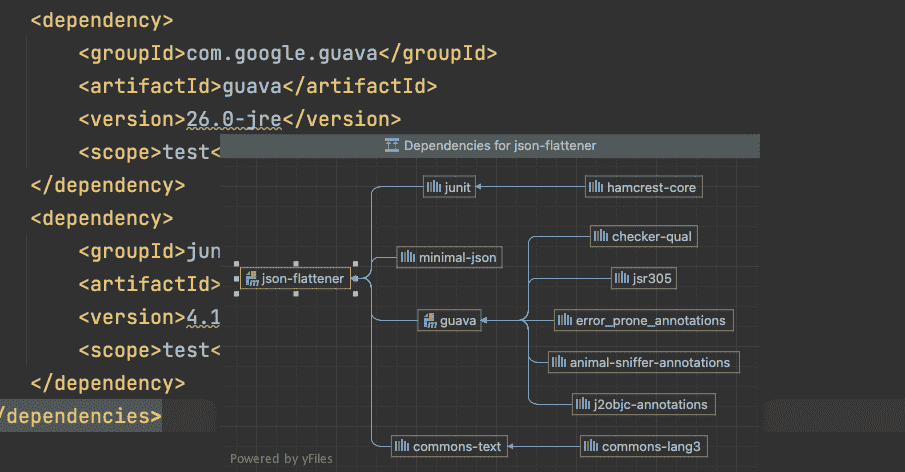 <dependency>
<groupId>com.google.guava</groupId>
<artifactId>guava</artifactId>
<version>26.0-jre</version>
<scope>test<
</dependency>
<dependency>
<groupId>jun
<artifactId>
<version>4.1
<scope>test<
</dependency>
/dependencies>
Dependencies for json-flattener
junit
hamcrest-core
checker-qual
minimal-json
json-flattener
jsr305
guava
error_prone_annotations
animal-sniffer-annotations
j2objc-annotations
commons-text
commons-lang3
Powered by yFiles